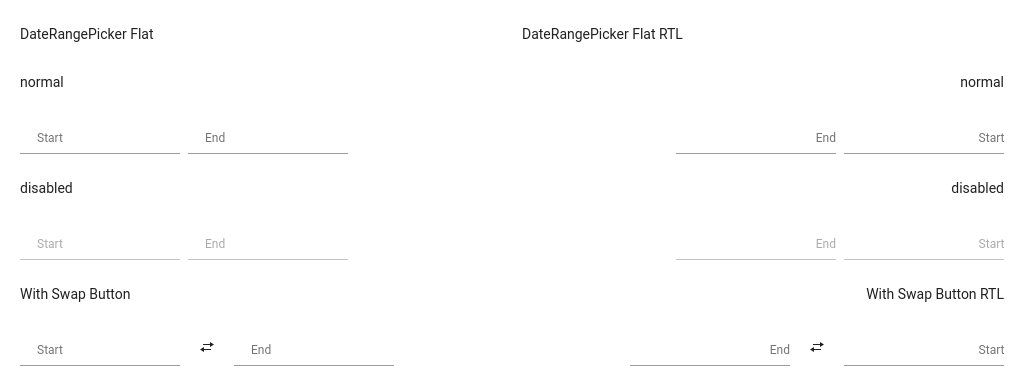 DateRangePicker Flat
normal
Start End
disabled
Start End
With Swap Button
Start End
DateRangePicker Flat RTL
normal
End Start
disabled
End Start
With Swap Button RTL
End Start